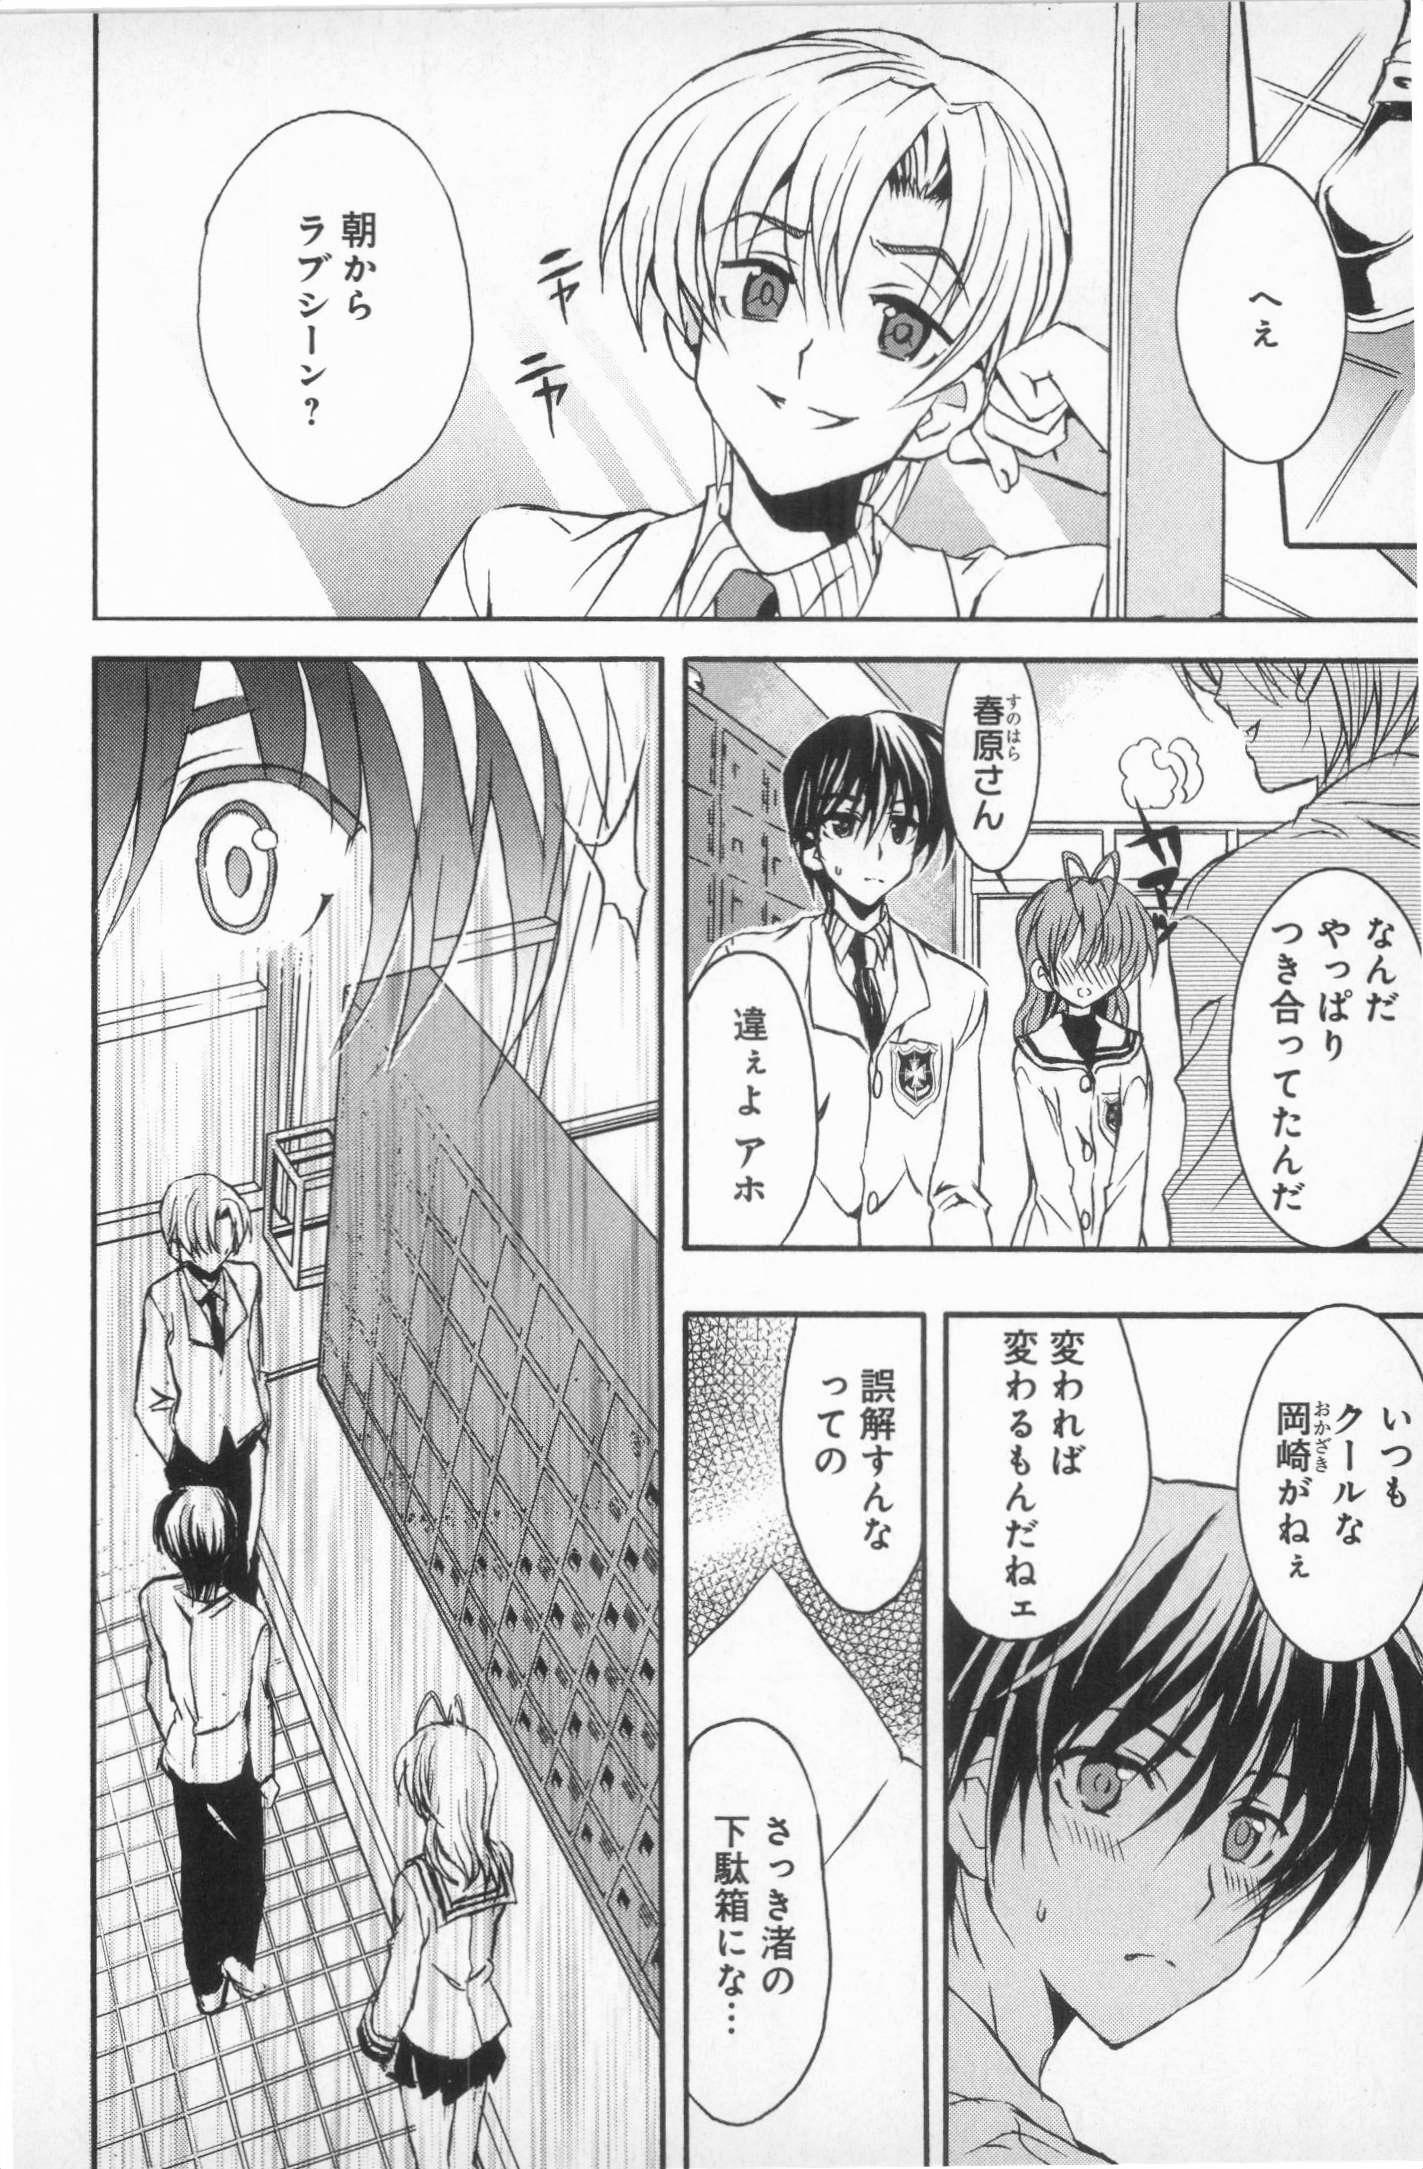 へぇ
朝から
ラブシーン?
ニヤ
ニヤ
春原さん
すのはら
なんだ
やっぱり
つき合ってたんだ
違ぇよ アホ
いつも
クールな
岡崎がねぇ
おかざき
変われば
変わるもんだねェ
誤解すんな
っての
さっき渚の
下駄箱にな…